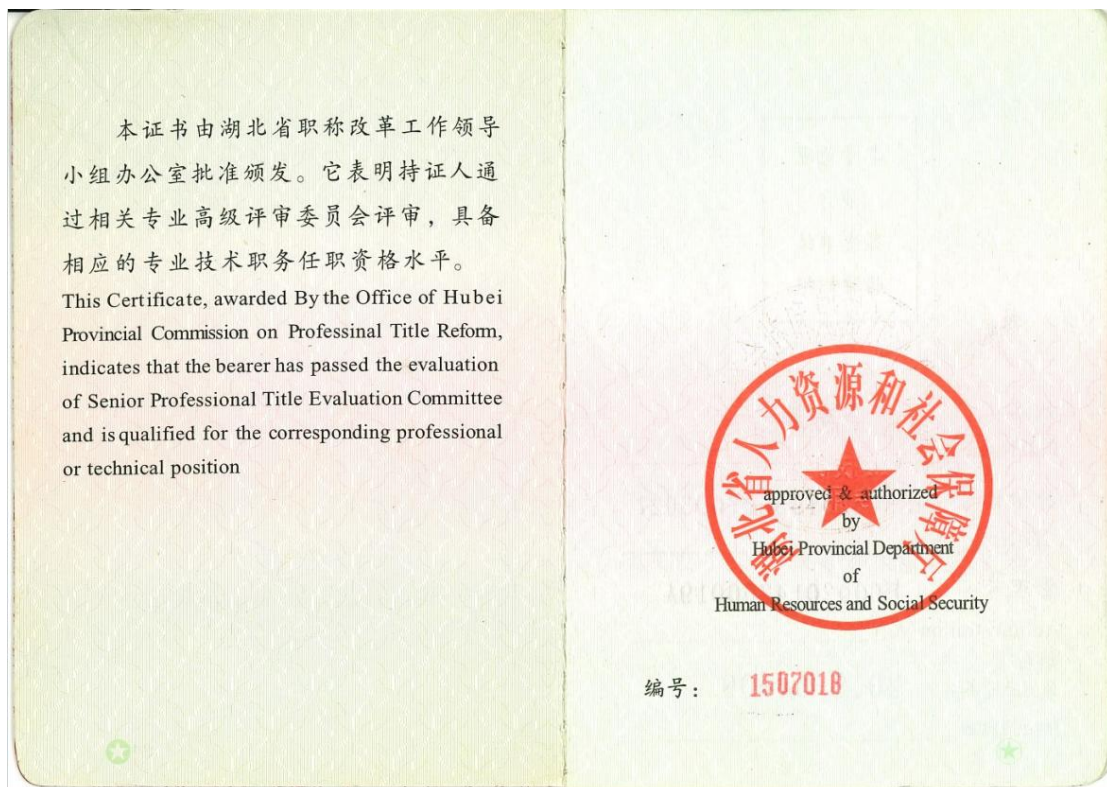 本证书由湖北省职称改革工作领导
小组办公室批准颁发。它表明持证人通
过相关专业高级评审委员会评审，具备
相应的专业技术职务任职资格水平。
This Certificate, awarded By the Office of Hubei
Provincial Commission on Professinal Title Reform,
indicates that the bearer has passed the evaluation
of Senior Professional Title Evaluation Committee
and is qualified for the corresponding professional
or technical position
湖北省人力资源和社会保障厅
approved & authorized
by
Hubei Provincial Department
of
Human Resources and Social Security
编号： 1507018